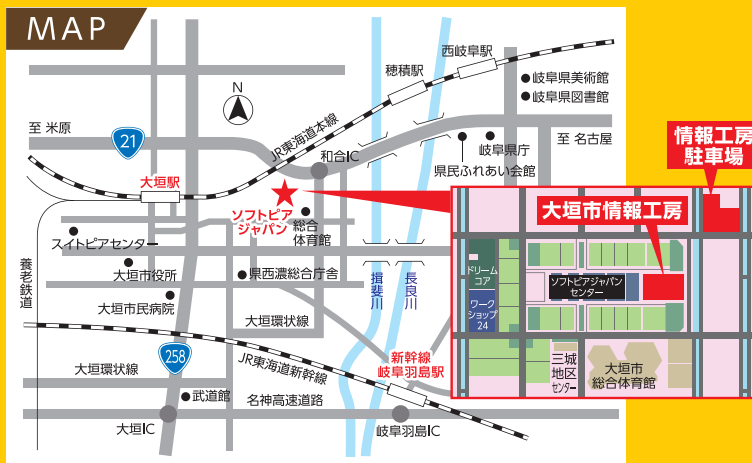 MAP
西岐阜駅
穂積駅
岐阜県美術館
岐阜県図書館
N
至 米原
21
JR東海道本線
和合IC
岐阜県庁
県民ふれあい会館
至 名古屋
情報工房
駐車場
大垣駅
ソフトピア
ジャパン
総合
体育館
大垣市情報工房
スイトピアセンター
大垣市役所
県西濃総合庁舎
揖斐川
長良川
養老鉄道
大垣市民病院
大垣環状線
ドリーム
コア
ソフトピアジャパン
センター
ワーク
ショップ
24
258
JR東海道新幹線
新幹線
岐阜羽島駅
三城
地区
センター
大垣市
総合体育館
大垣環状線
武道館
名神高速道路
大垣IC
岐阜羽島IC